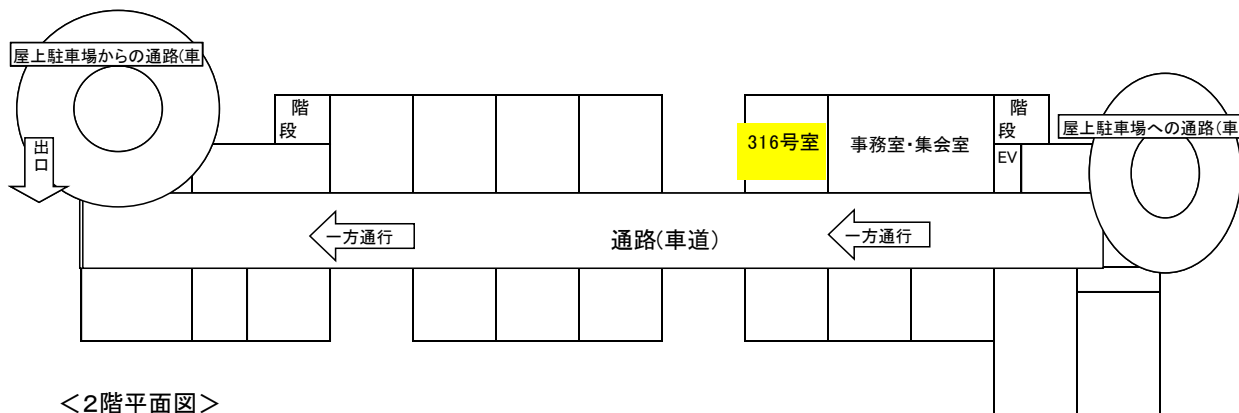 屋上駐車場からの通路(車
階
段
316号室
事務室・集会室
階
段
屋上駐車場への通路(車
出
口
EV
一方通行
通路(車道)
一方通行
＜2階平面図＞